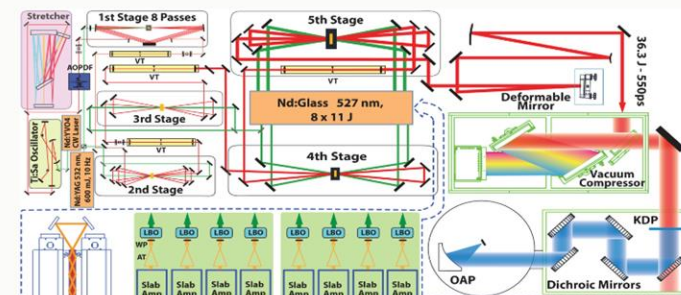 Stretcher
1st Stage 8 Passes
AOPDF
VT
VT
5th Stage
VT
36.3 J - 550ps
Deformable
Mirror
Nd:Glass 527 nm,
8 x 11 J
Ti:Sa Oscillator
Nd:YVO4
CW Laser
Nd:YAG 532 nm,
600 mJ, 10 Hz
3rd Stage
VT
2nd Stage
4th Stage
Vacuum
Compressor
LBO
LBO
LBO
LBO
LBO
LBO
LBO
LBO
WP
AT
Slab
Amp
Slab
Amp
Slab
Amp
Slab
Amp
Slab
Amp
Slab
Amp
Slab
Amp
Slab
Amp
KDP
OAP
Dichroic Mirrors